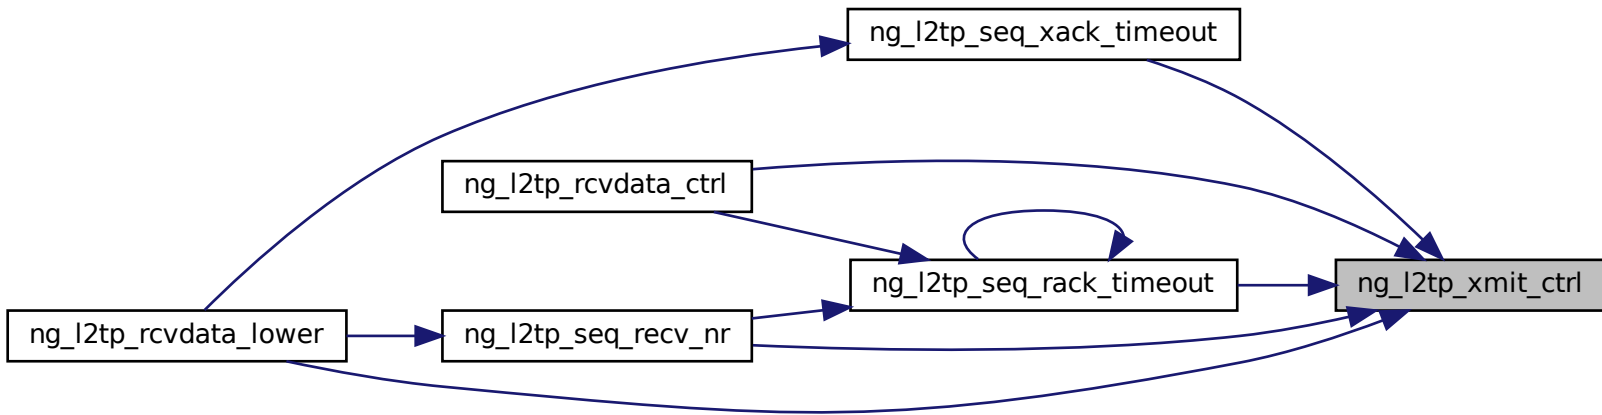 ng_l2tp_seq_xack_timeout
ng_l2tp_rcvdata_ctrl
ng_l2tp_seq_rack_timeout
ng_l2tp_xmit_ctrl
ng_l2tp_rcvdata_lower
ng_l2tp_seq_recv_nr